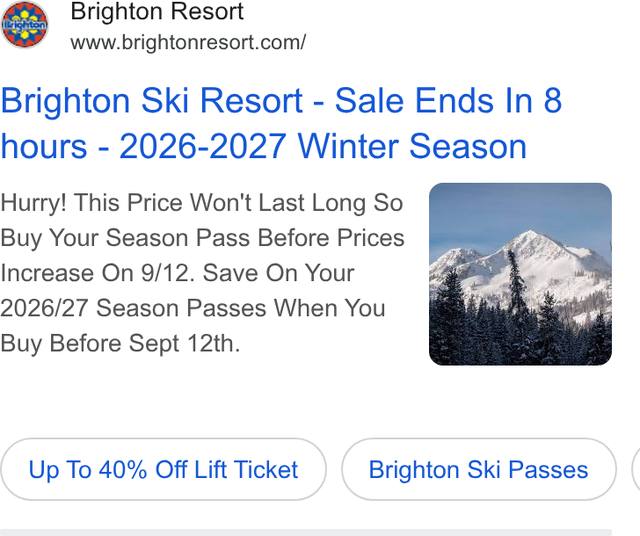 Brighton
Brighton Resort
www.brightonresort.com/
Brighton Ski Resort - Sale Ends In 8
hours - 2026-2027 Winter Season
Hurry! This Price Won't Last Long So
Buy Your Season Pass Before Prices
Increase On 9/12. Save On Your
2026/27 Season Passes When You
Buy Before Sept 12th.
Up To 40% Off Lift Ticket
Brighton Ski Passes